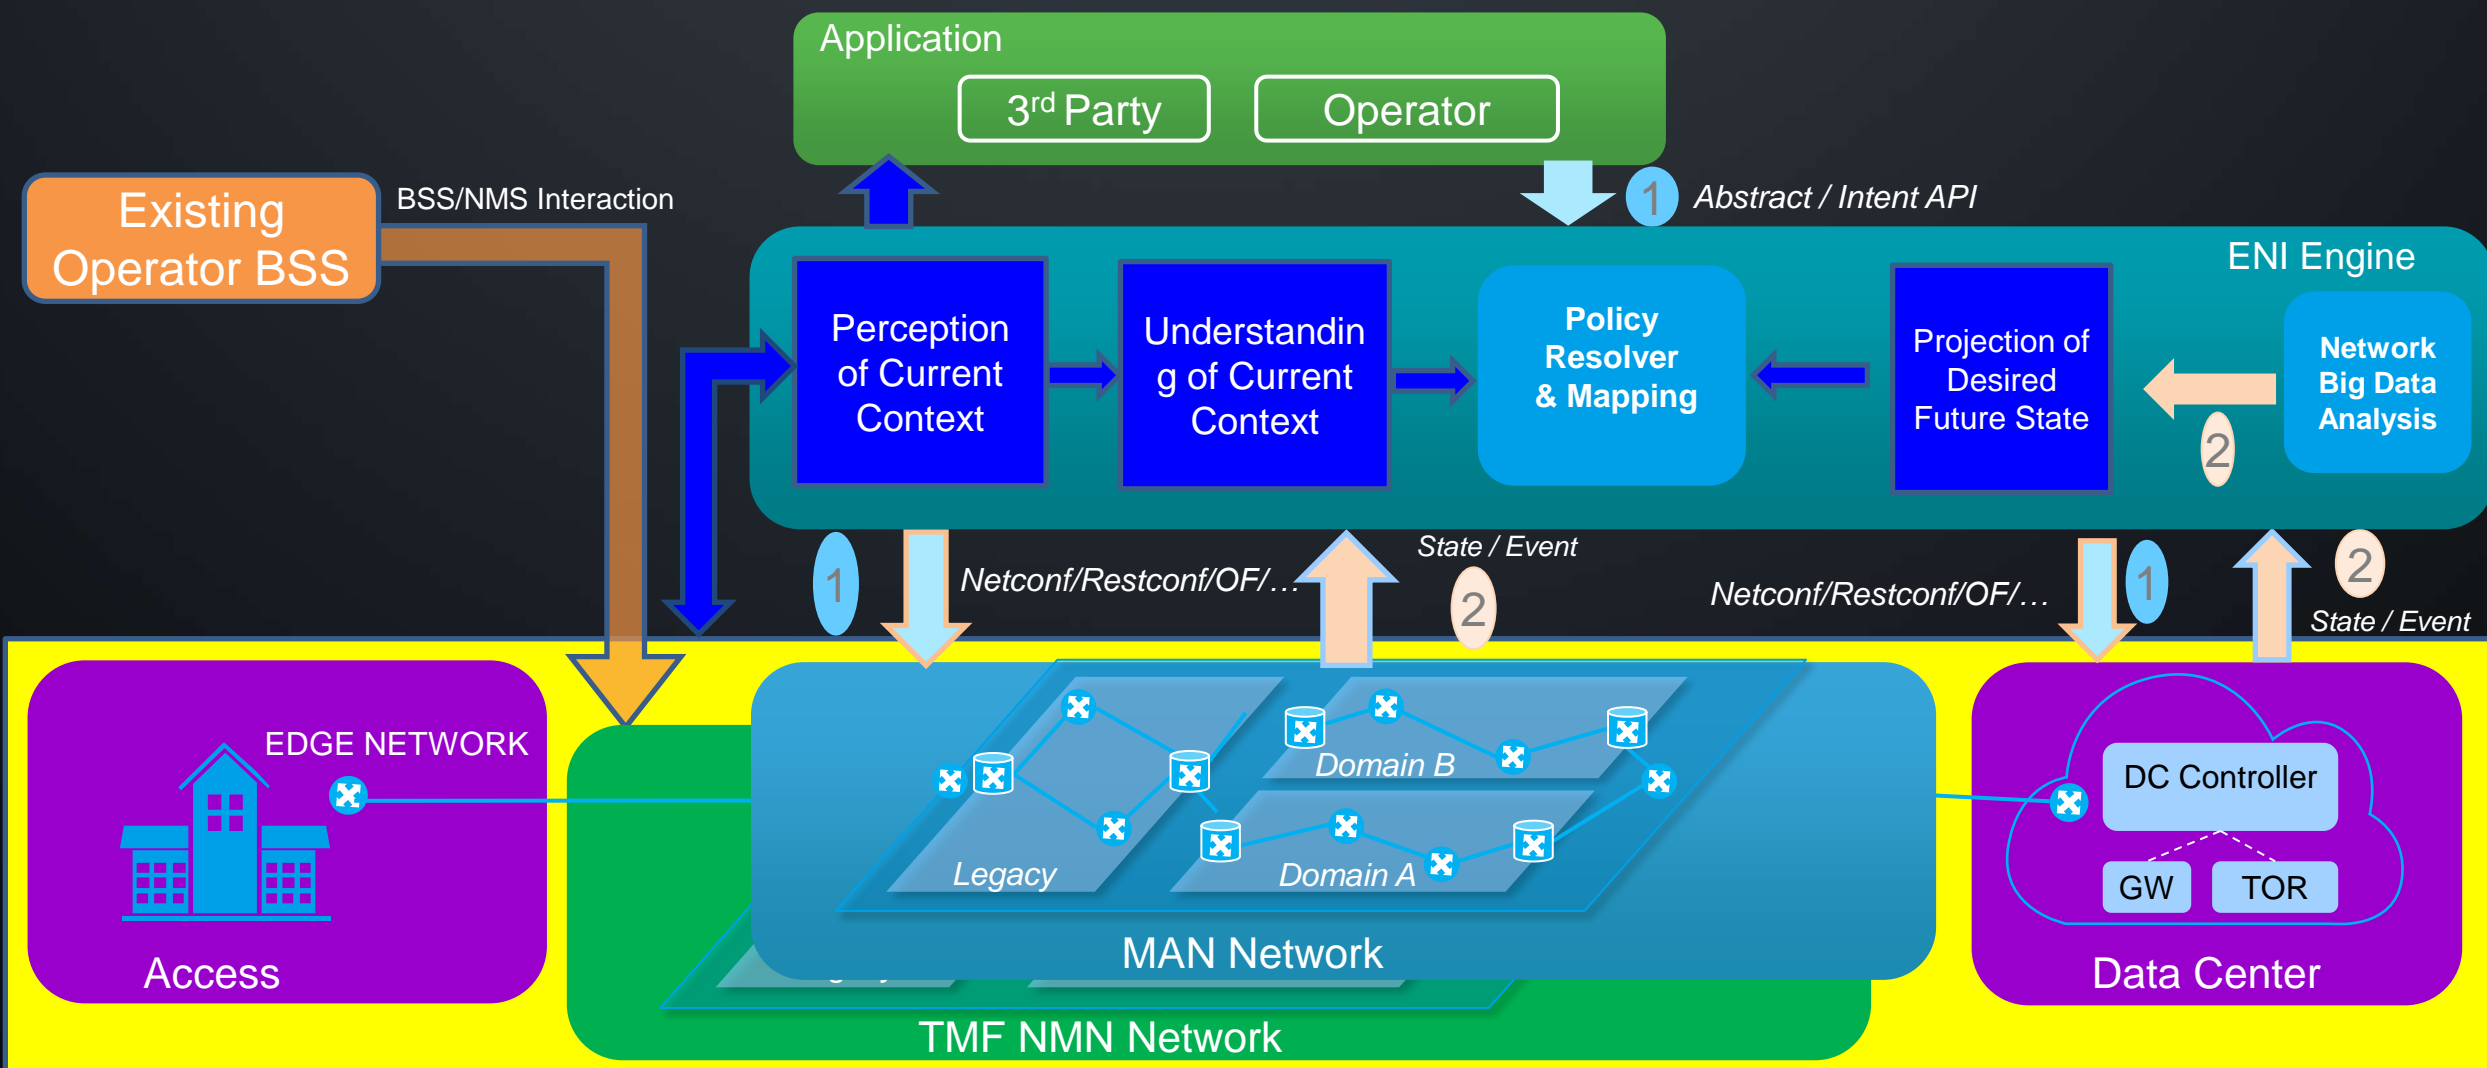 Application
3rd Party
Operator
Existing
Operator BSS
BSS/NMS Interaction
1
Abstract / Intent API
ENI Engine
Perception
of Current
Context
Understandin
g of Current
Context
Policy
Resolver
& Mapping
Projection of
Desired
Future State
Network
Big Data
Analysis
2
1
Netconf/Restconf/OF/…
State / Event
2
Netconf/Restconf/OF/…
1
2
State / Event
EDGE NETWORK
Access
Legacy
Domain B
Domain A
MAN Network
TMF NMN Network
DC Controller
GW
TOR
Data Center